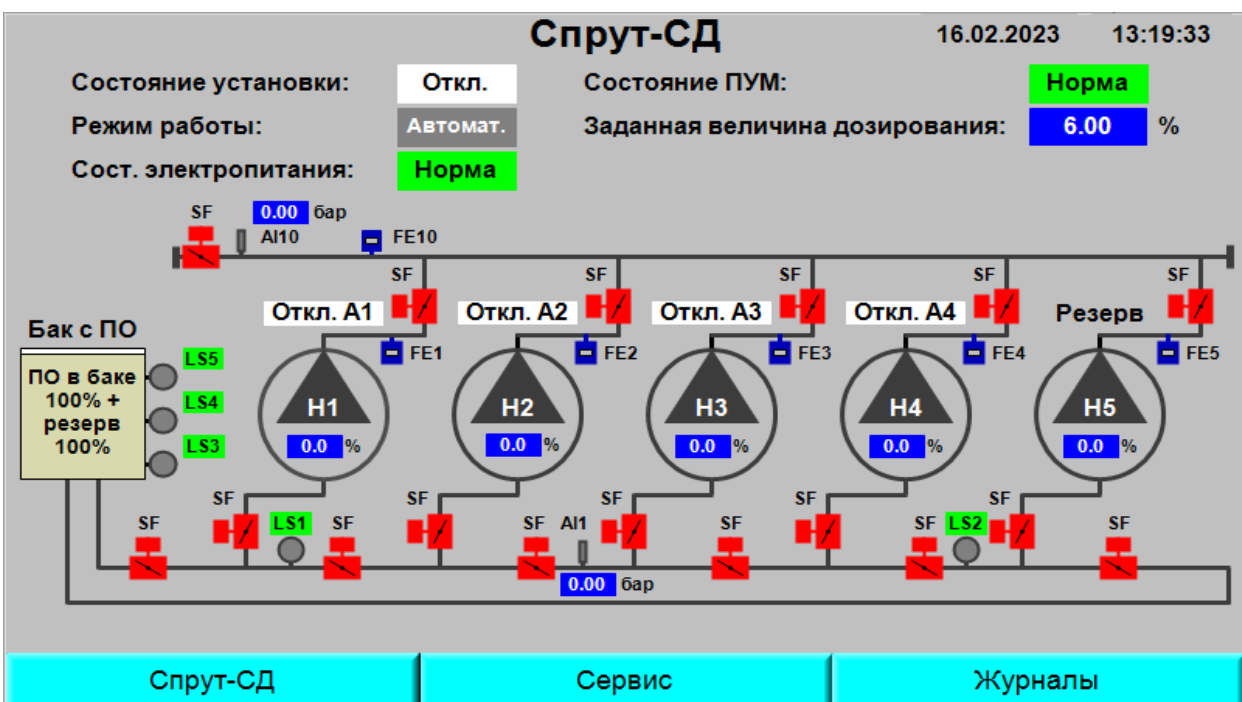 Спрут-СД
16.02.2023 13:19:33
Состояние установки: Откл. Состояние ПУМ: Норма
Режим работы: Автомат. Заданная величина дозирования: 6.00 %
Сост. электропитания: Норма
SF 0.00 бар
AI10 FE10
SF SF SF SF SF
Откл. A1 Откл. A2 Откл. A3 Откл. A4 Резерв
Бак с ПО
FE1 FE2 FE3 FE4 FE5
LS5
ПО в баке
100% +
резерв
100%
LS4
LS3
H1 H2 H3 H4 H5
0.0 % 0.0 % 0.0 % 0.0 % 0.0 %
SF SF SF SF SF
SF LS1 SF SF AI1 SF SF LS2 SF
0.00 бар
Спрут-СД Сервис Журналы